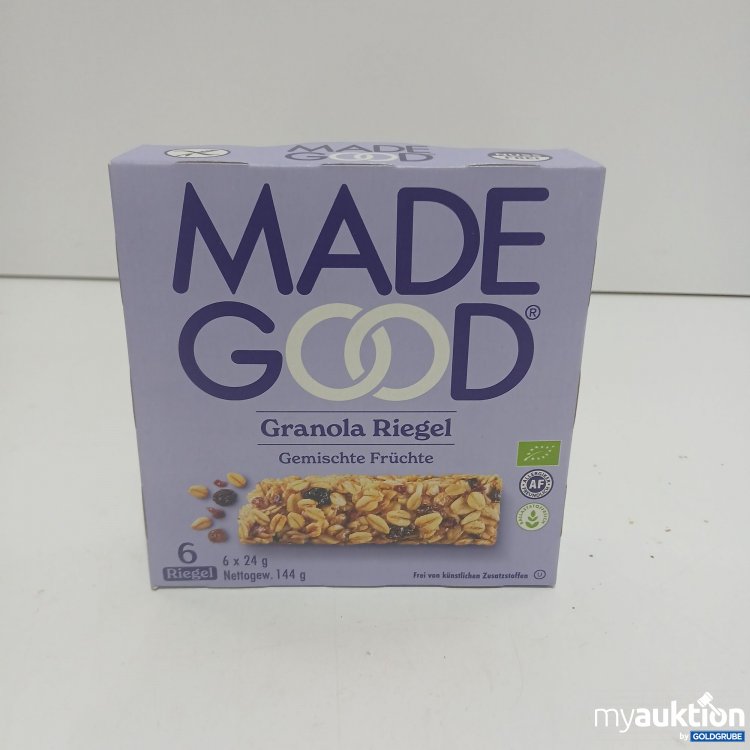 MADE
GOOD
MADE
GOOD®
Granola Riegel
Gemischte Früchte
AF
6
Riegel
6 x 24 g
Nettogew. 144 g
Frei von künstlichen Zusatzstoffen U
myauktion
by GOLDGRUBE